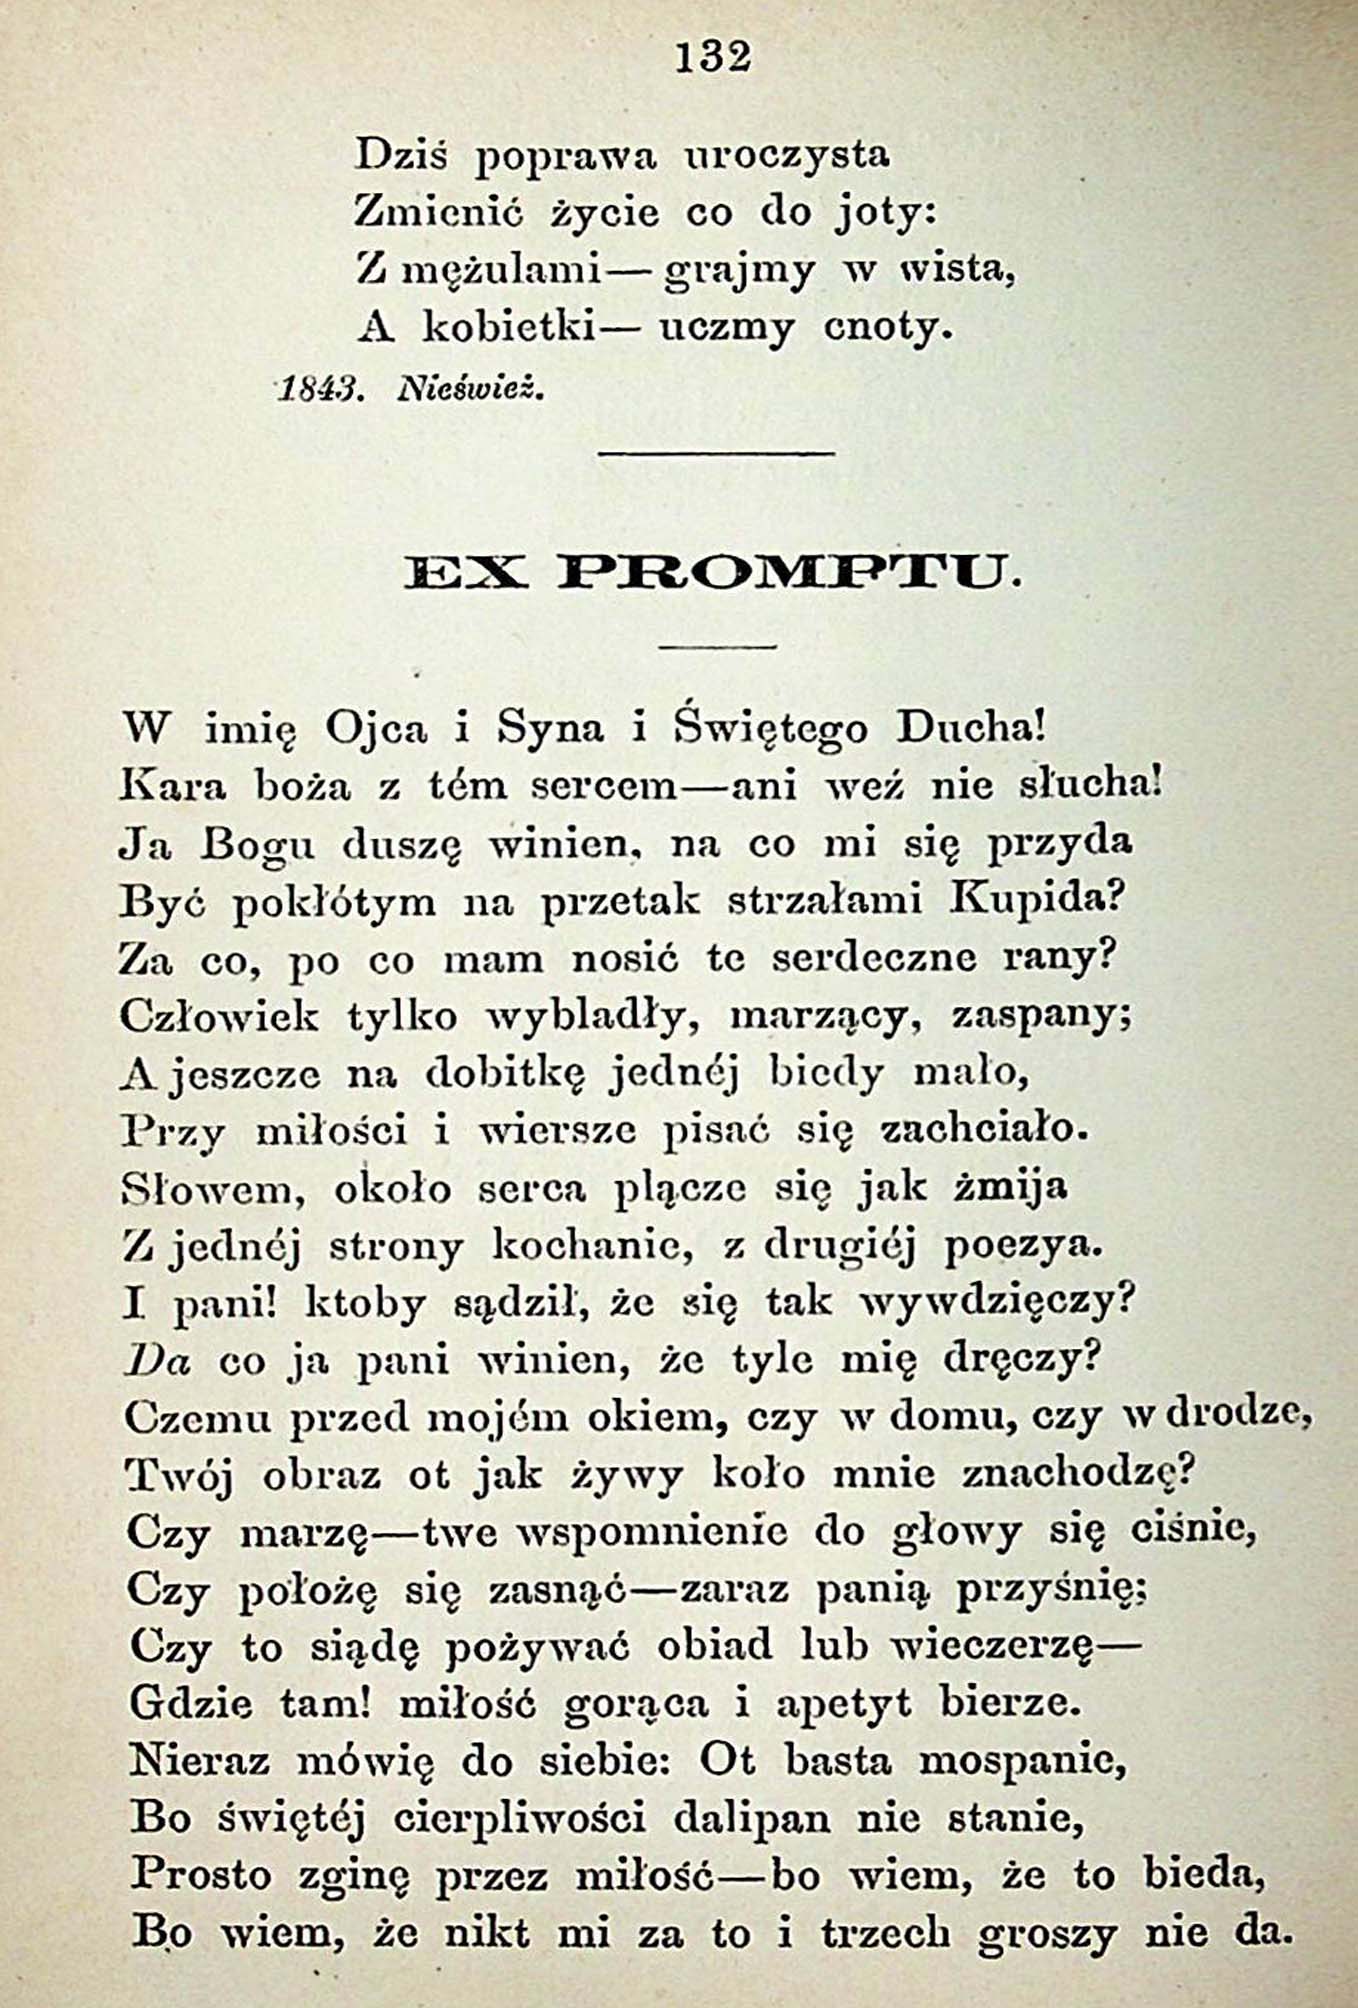 132
Dziś poprawa uroczysta
Zmienić życie co do joty:
Z mężulami— grajmy w wista,
A kobietki— uczmy cnoty.
1843. Nieśwież.
EX PROMPTU.
W imię Ojca i Syna i Świętego Ducha!
Kara boża z tém sercem—ani weź nie słucha!
Ja Bogu duszę winien, na co mi się przyda
Być pokłótym na przetak strzałami Kupida?
Za co, po co mam nosić te serdeczne rany?
Człowiek tylko wybladły, marzący, zaspany;
A jeszcze na dobitkę jednéj biedy mało,
Przy miłości i wiersze pisać się zachciało.
Słowem, około serca plącze się jak żmija
Z jednéj strony kochanie, z drugiéj poezya.
I pani! ktoby sądził, że się tak wywdzięczy?
Da co ja pani winien, że tyle mię dręczy?
Czemu przed mojém okiem, czy w domu, czy w drodze,
Twój obraz ot jak żywy koło mnie znachodzę?
Czy marzę—twe wspomnienie do głowy się ciśnie,
Czy położę się zasnąć—zaraz panią przyśnię;
Czy to siądę pożywać obiad lub wieczerzę—
Gdzie tam! miłość gorąca i apetyt bierze.
Nieraz mówię do siebie: Ot basta mospanie,
Bo świętéj cierpliwości dalipan nie stanie,
Prosto zginę przez miłość—bo wiem, że to bieda,
Bo wiem, że nikt mi za to i trzech groszy nie da.